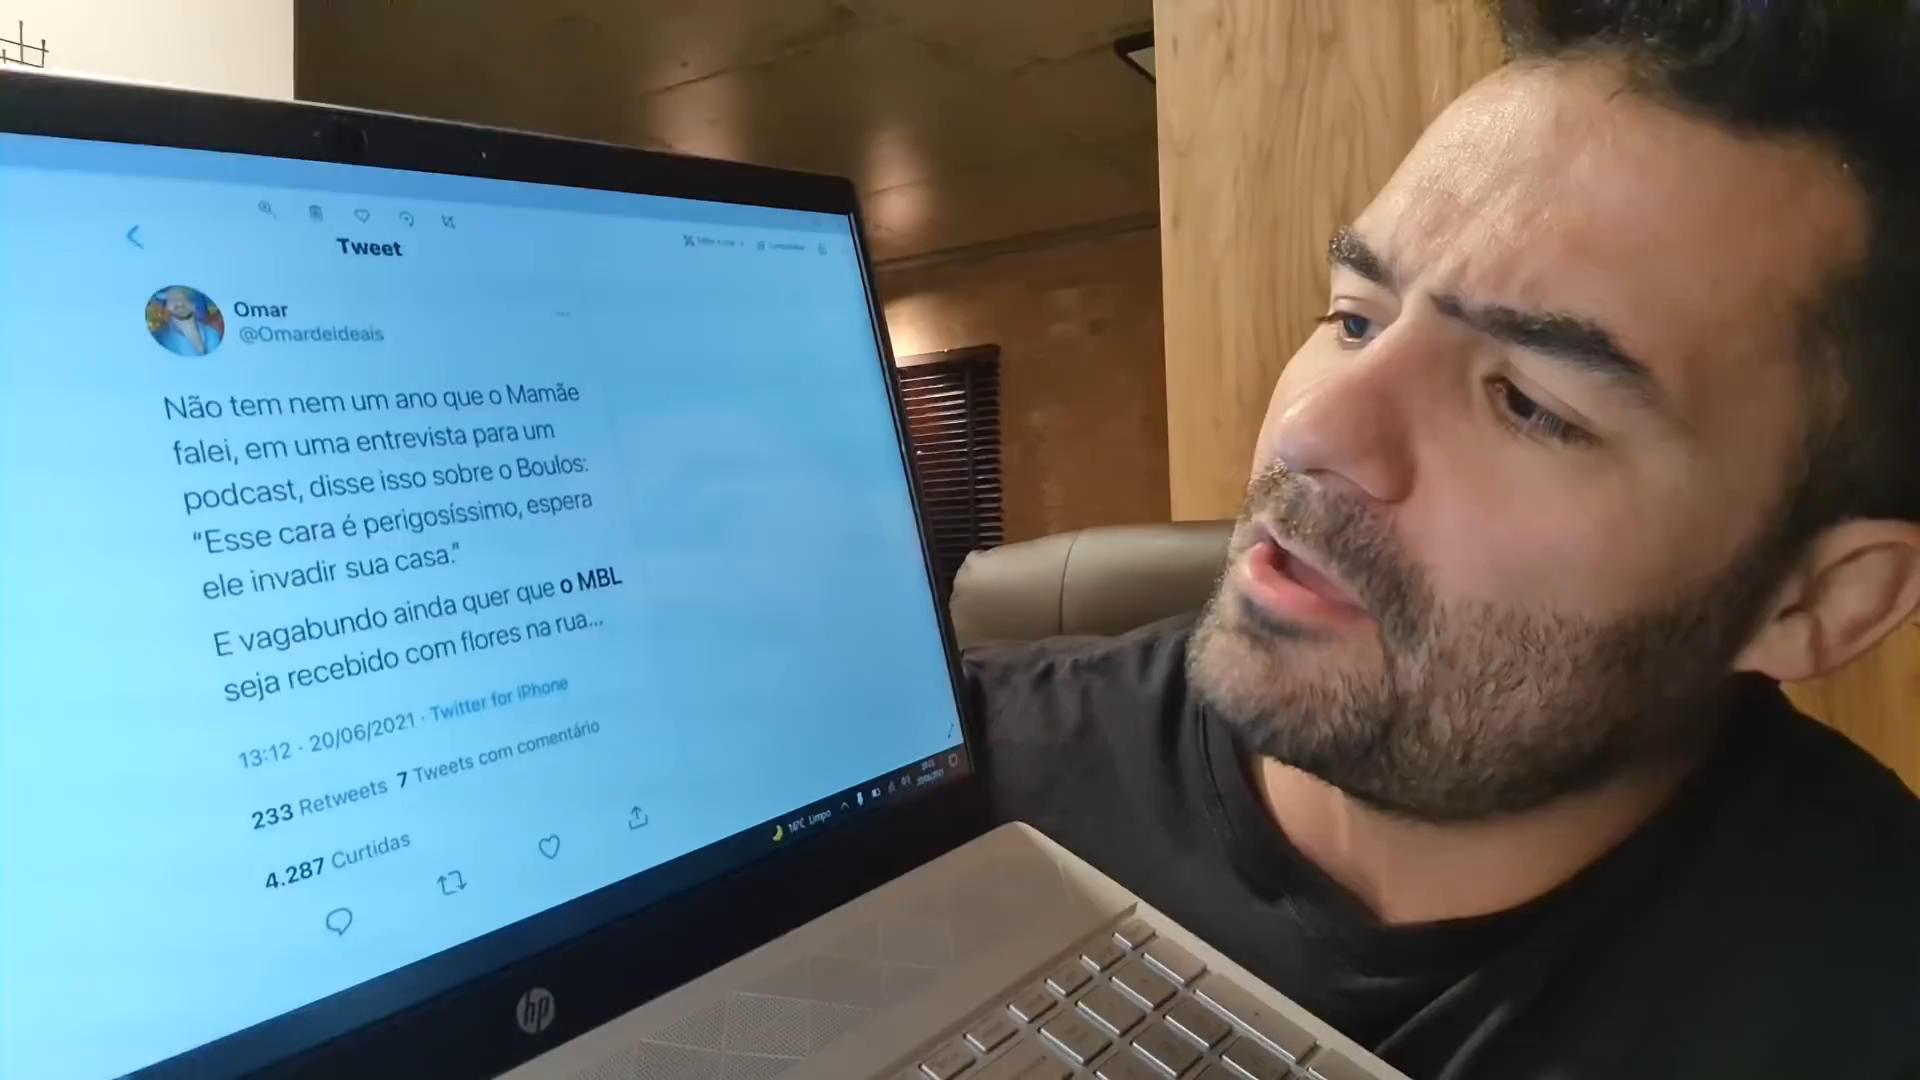 Tweet
Omar
@Omardeideais
Não tem nem um ano que o Mamãe
falei, em uma entrevista para um
podcast, disse isso sobre o Boulos:
“Esse cara é perigosíssimo, espera
ele invadir sua casa.”
E vagabundo ainda quer que o MBL
seja recebido com flores na rua...
13:12 · 20/06/2021 · Twitter for iPhone
233 Retweets 7 Tweets com comentário
4.287 Curtidas
16°C Limpo
hp